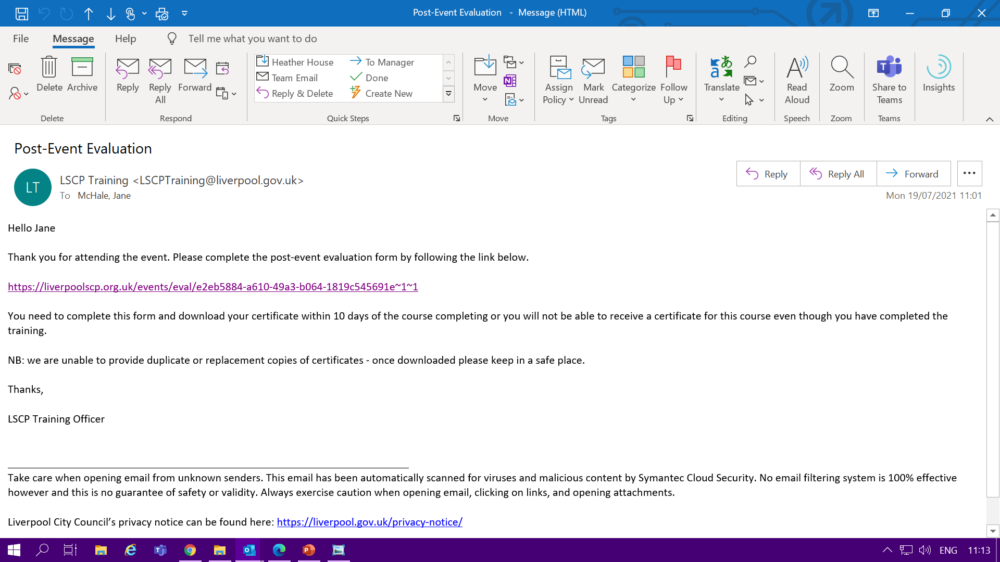 Post-Event Evaluation - Message (HTML)
File Message Help Tell me what you want to do
Heather House To Manager
Team Email Done
Reply & Delete Create New
Delete Archive Reply Reply All Forward Move Assign Policy Mark Unread Categorize Follow Up Translate Read Aloud Zoom Share to Teams Insights
Delete Respond Quick Steps Move Tags Editing Speech Zoom Teams
Post-Event Evaluation
LT
LSCP Training <LSCPTraining@liverpool.gov.uk>
To McHale, Jane
Reply Reply All Forward
Mon 19/07/2021 11:01
Hello Jane
Thank you for attending the event. Please complete the post-event evaluation form by following the link below.
https://liverpoolscp.org.uk/events/eval/e2eb5884-a610-49a3-b064-1819c545691e~1~1
You need to complete this form and download your certificate within 10 days of the course completing or you will not be able to receive a certificate for this course even though you have completed the
training.
NB: we are unable to provide duplicate or replacement copies of certificates - once downloaded please keep in a safe place.
Thanks,
LSCP Training Officer
Take care when opening email from unknown senders. This email has been automatically scanned for viruses and malicious content by Symantec Cloud Security. No email filtering system is 100% effective
however and this is no guarantee of safety or validity. Always exercise caution when opening email, clicking on links, and opening attachments.
Liverpool City Council’s privacy notice can be found here: https://liverpool.gov.uk/privacy-notice/
ENG 11:13